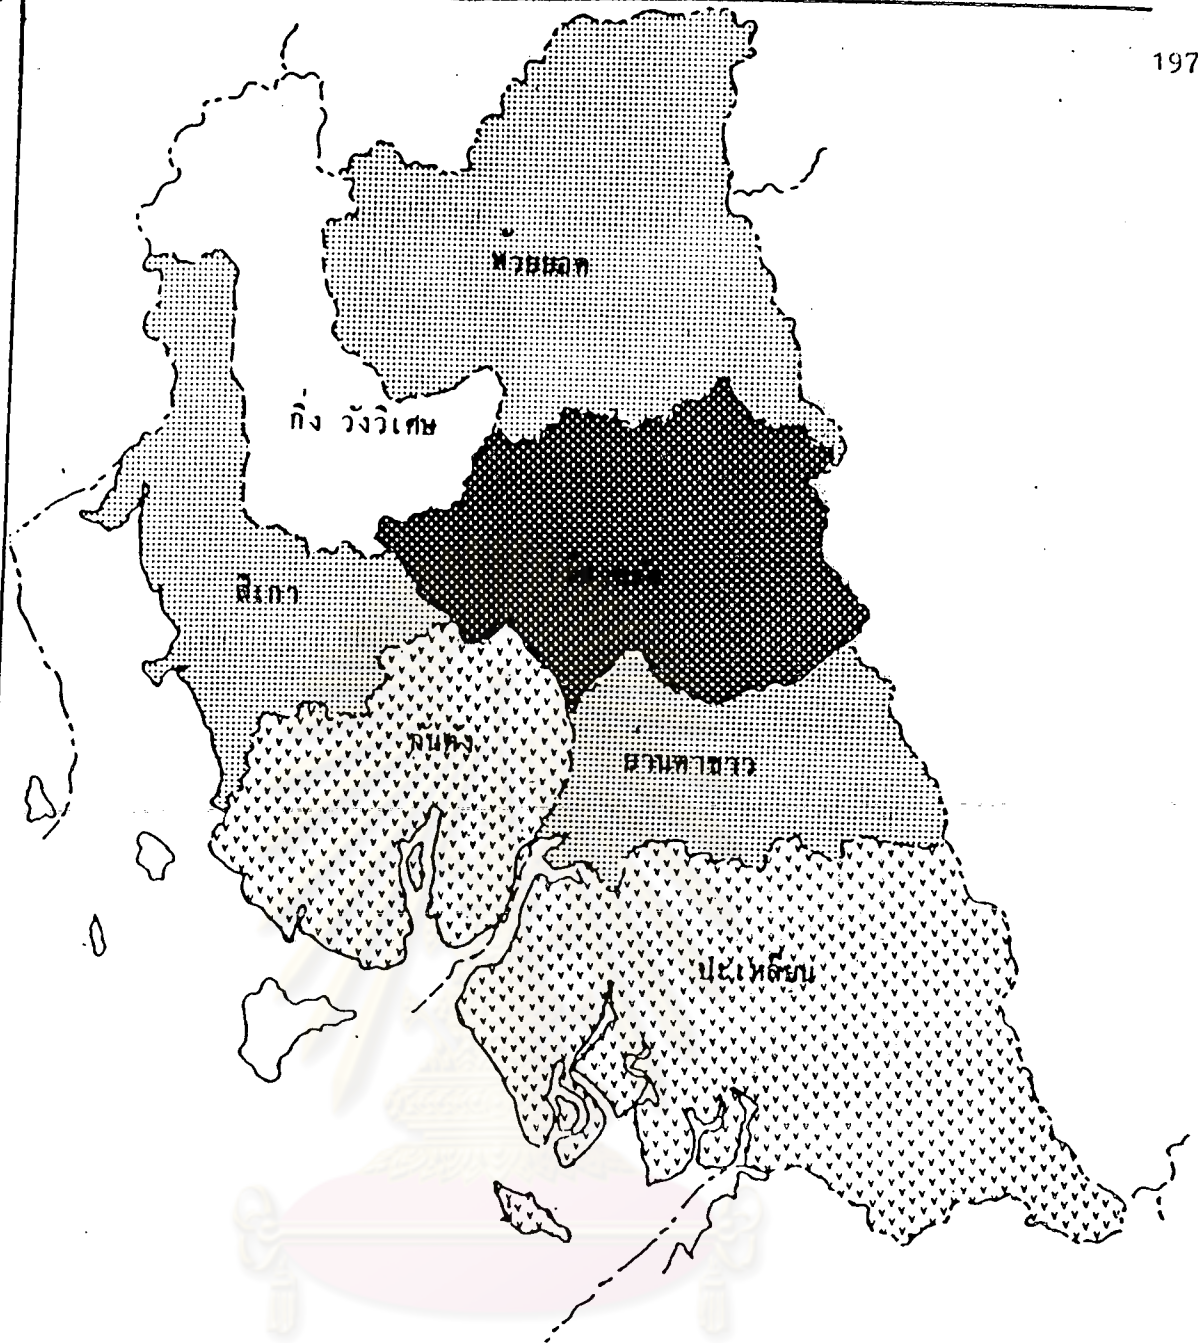 197
ห้วยยอด
กิ่ง วังวิเศษ
สิเกา
กันตัง
ย่านตาขาว
ปะเหลียน